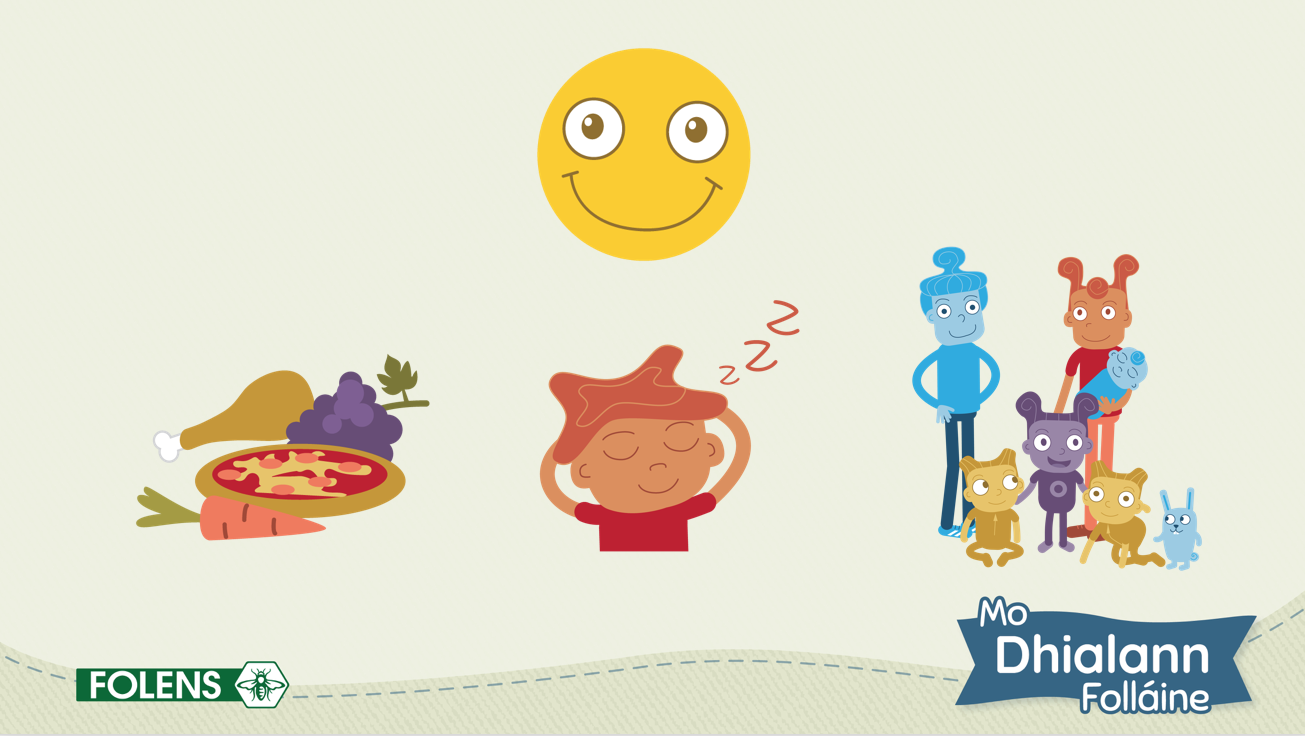 z z z
FOLENS
Mo
Dhialann
Folláine